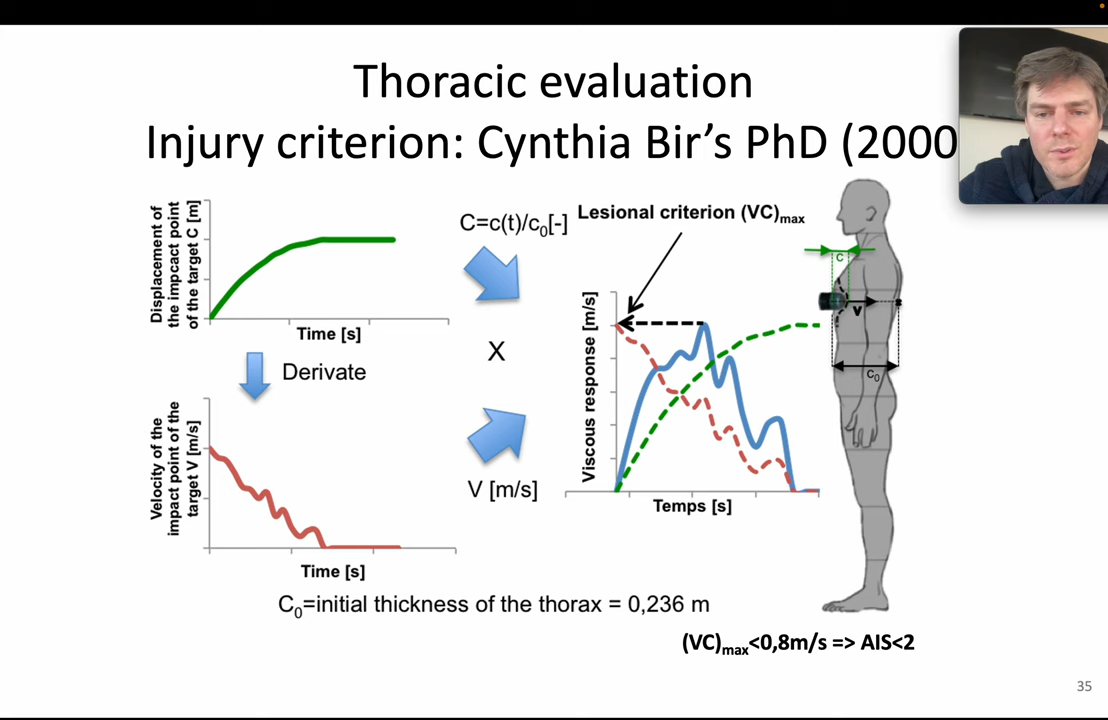 Thoracic evaluation
Injury criterion: Cynthia Bir's PhD (2000
Displacement of
the impcact point
of the target C [m]
Time [s]
Derivate
Velocity of the
impact point of the
target V [m/s]
Time [s]
C=c(t)/c0[-]
X
V [m/s]
Lesional criterion (VC)max
Viscous response [m/s]
Temps [s]
C
V
C0
C0=initial thickness of the thorax = 0,236 m
(VC)max<0,8m/s => AIS<2
35